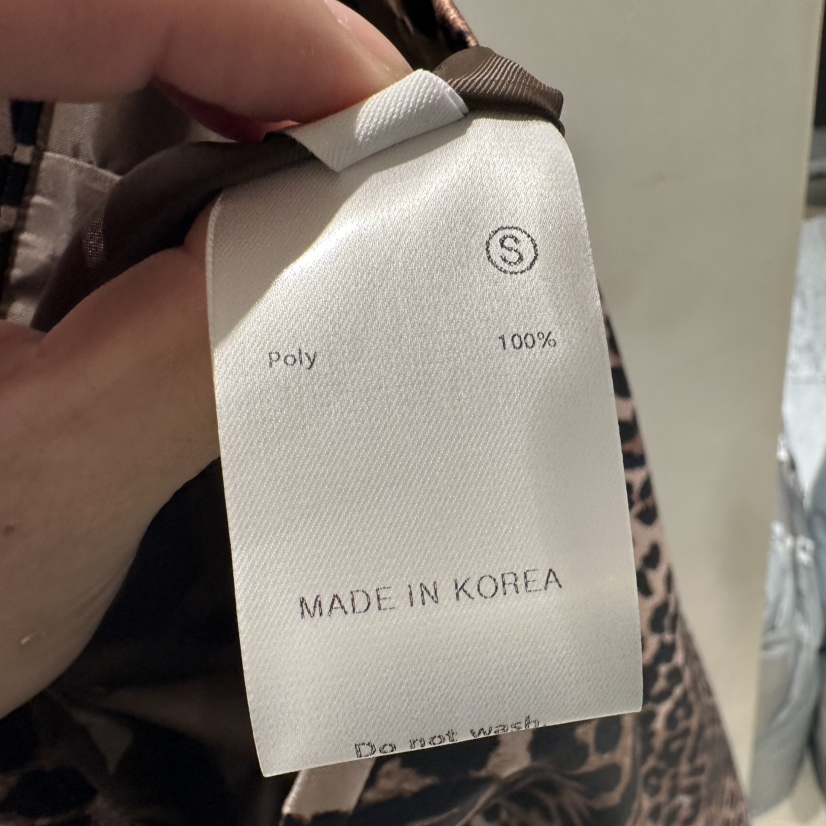 S
Poly 100%
MADE IN KOREA
Do not wash.